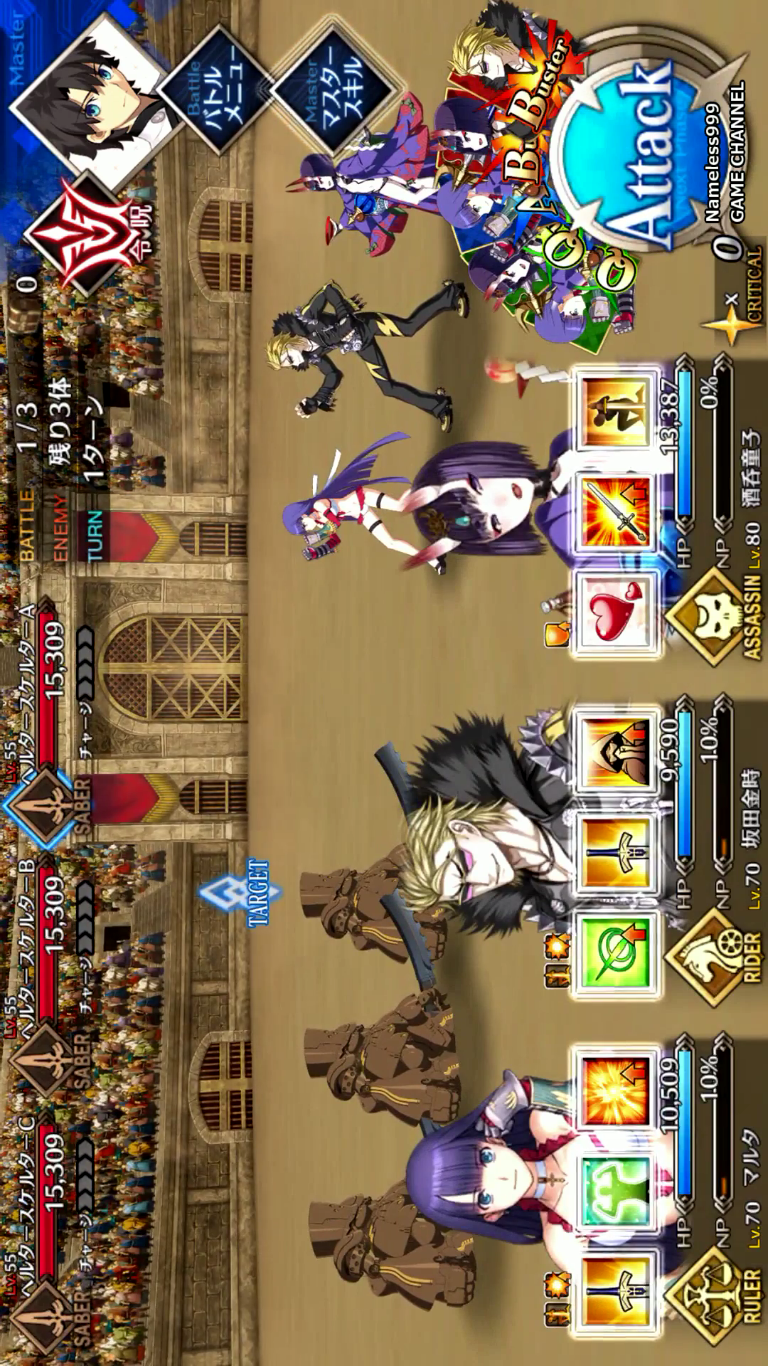 Lv.55
ヘルタースケルターC
15,309
チャージ
SABER
Lv.55
ヘルタースケルターB
15,309
チャージ
SABER
Lv.55
ヘルタースケルターA
15,309
チャージ
SABER
BATTLE 1/3
ENEMY 残り3体
TURN 1ターン
0
Master
令呪
Battle
バトル
メニュー
Master
マスター
スキル
TARGET
Buster
Attack
HP 10,509
NP 10%
RULER
Lv.70 マルタ
HP 9,590
NP 10%
RIDER
Lv.70 坂田金時
HP 13,387
NP 0%
ASSASSIN
Lv.80 酒呑童子
x 0
CRITICAL
Nameless999
GAME CHANNEL